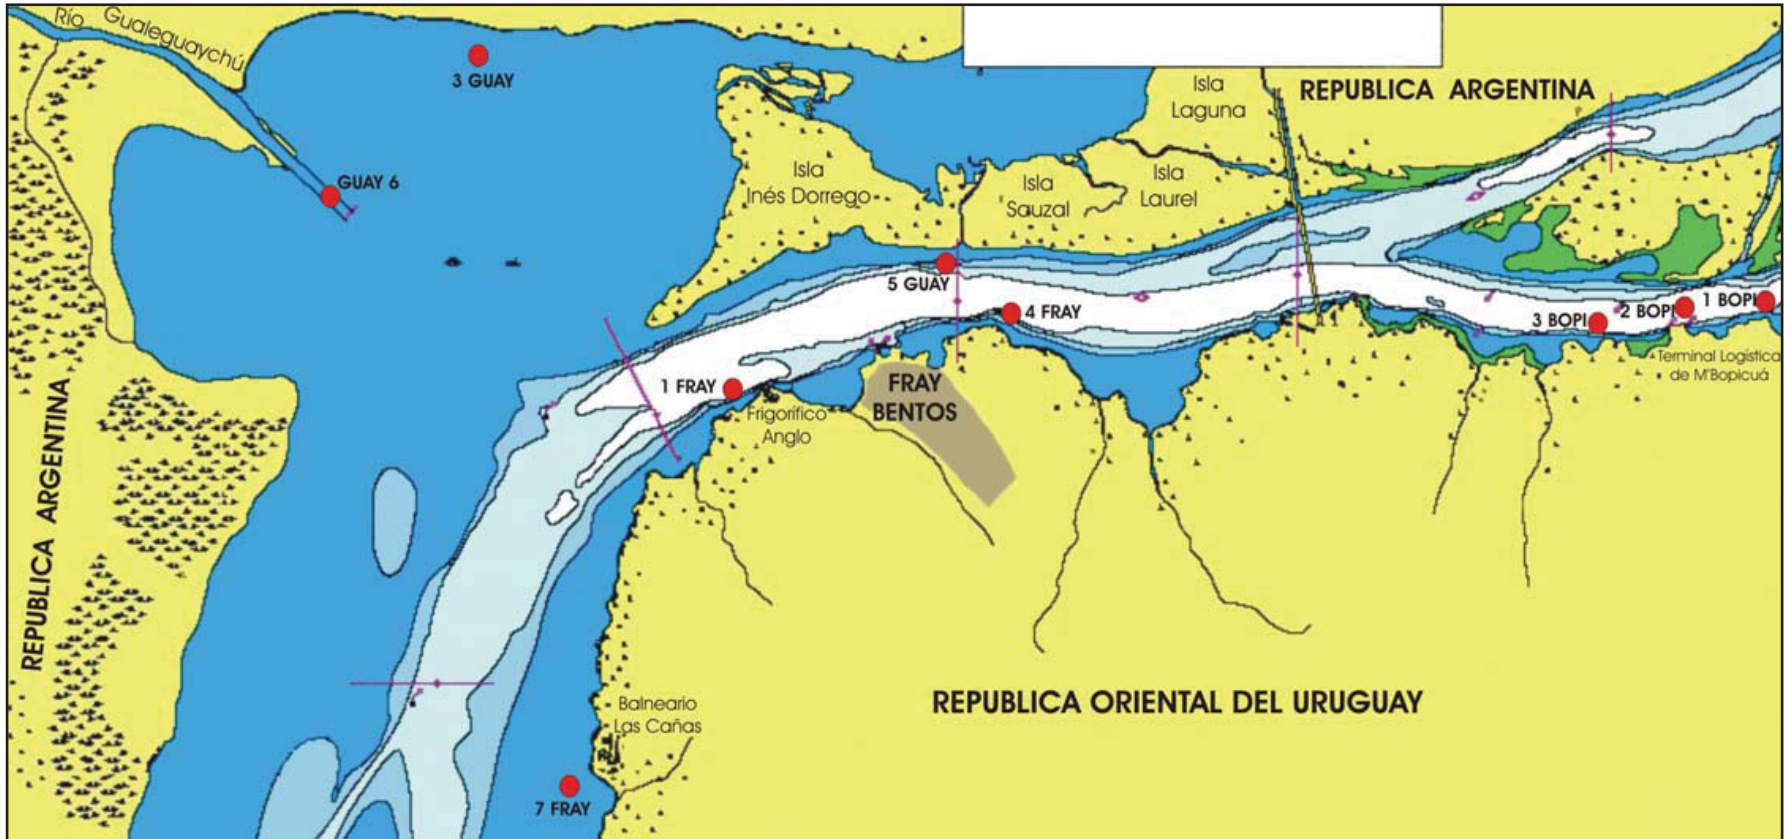 Río Gualeguaychú
3 GUAY
GUAY 6
Isla
Laguna
REPUBLICA ARGENTINA
Isla
Inés Dorrego
Isla
Sauzal
Isla
Laurel
5 GUAY
4 FRAY
3 BOPI
2 BOPI
1 BOPI
Terminal Logística
de M'Bopicuá
1 FRAY
Frigorífico
Anglo
FRAY
BENTOS
REPUBLICA ARGENTINA
REPUBLICA ORIENTAL DEL URUGUAY
Balneario
Las Cañas
7 FRAY